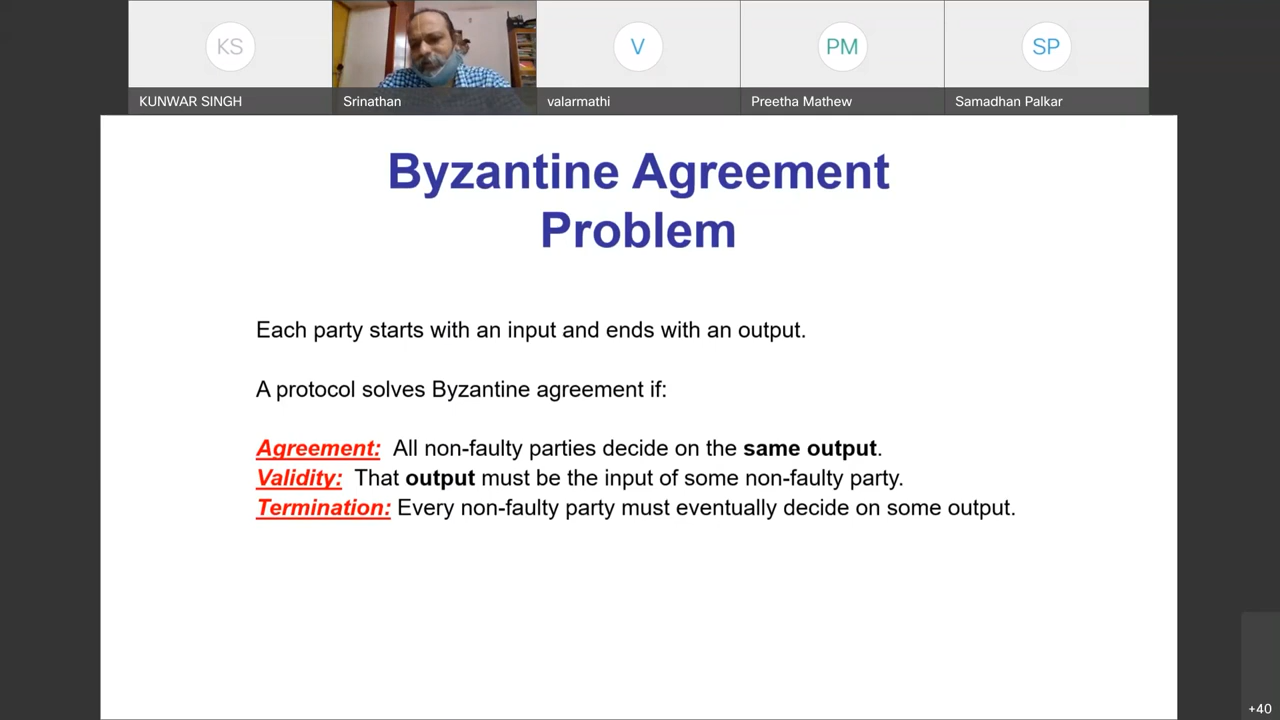 KS
V
PM
SP
KUNWAR SINGH
Srinathan
valarmathi
Preetha Mathew
Samadhan Palkar
Byzantine Agreement
Problem
Each party starts with an input and ends with an output.
A protocol solves Byzantine agreement if:
Agreement: All non-faulty parties decide on the same output.
Validity: That output must be the input of some non-faulty party.
Termination: Every non-faulty party must eventually decide on some output.
+40